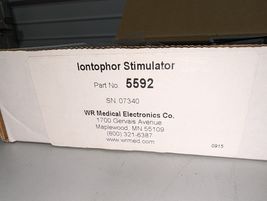 Iontophor Stimulator
Part No. 5592
SN 07340
WR Medical Electronics Co.
1700 Gervais Avenue
Maplewood, MN 55109
(800) 321-6387
www.wrmed.com
0915